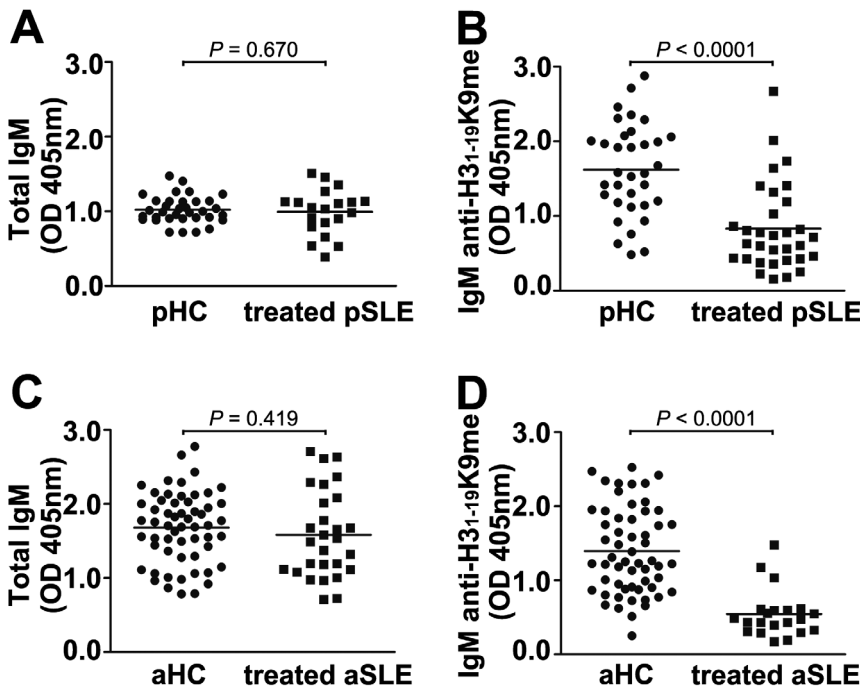 A
P = 0.670
Total IgM
(OD 405nm)
3.0
2.0
1.0
0.0
pHC
treated pSLE
B
P < 0.0001
IgM anti-H3₁₋₁₉K9me
(OD 405nm)
3.0
2.0
1.0
0.0
pHC
treated pSLE
C
P = 0.419
Total IgM
(OD 405nm)
3.0
2.0
1.0
0.0
aHC
treated aSLE
D
P < 0.0001
IgM anti-H3₁₋₁₉K9me
(OD 405nm)
3.0
2.0
1.0
0.0
aHC
treated aSLE